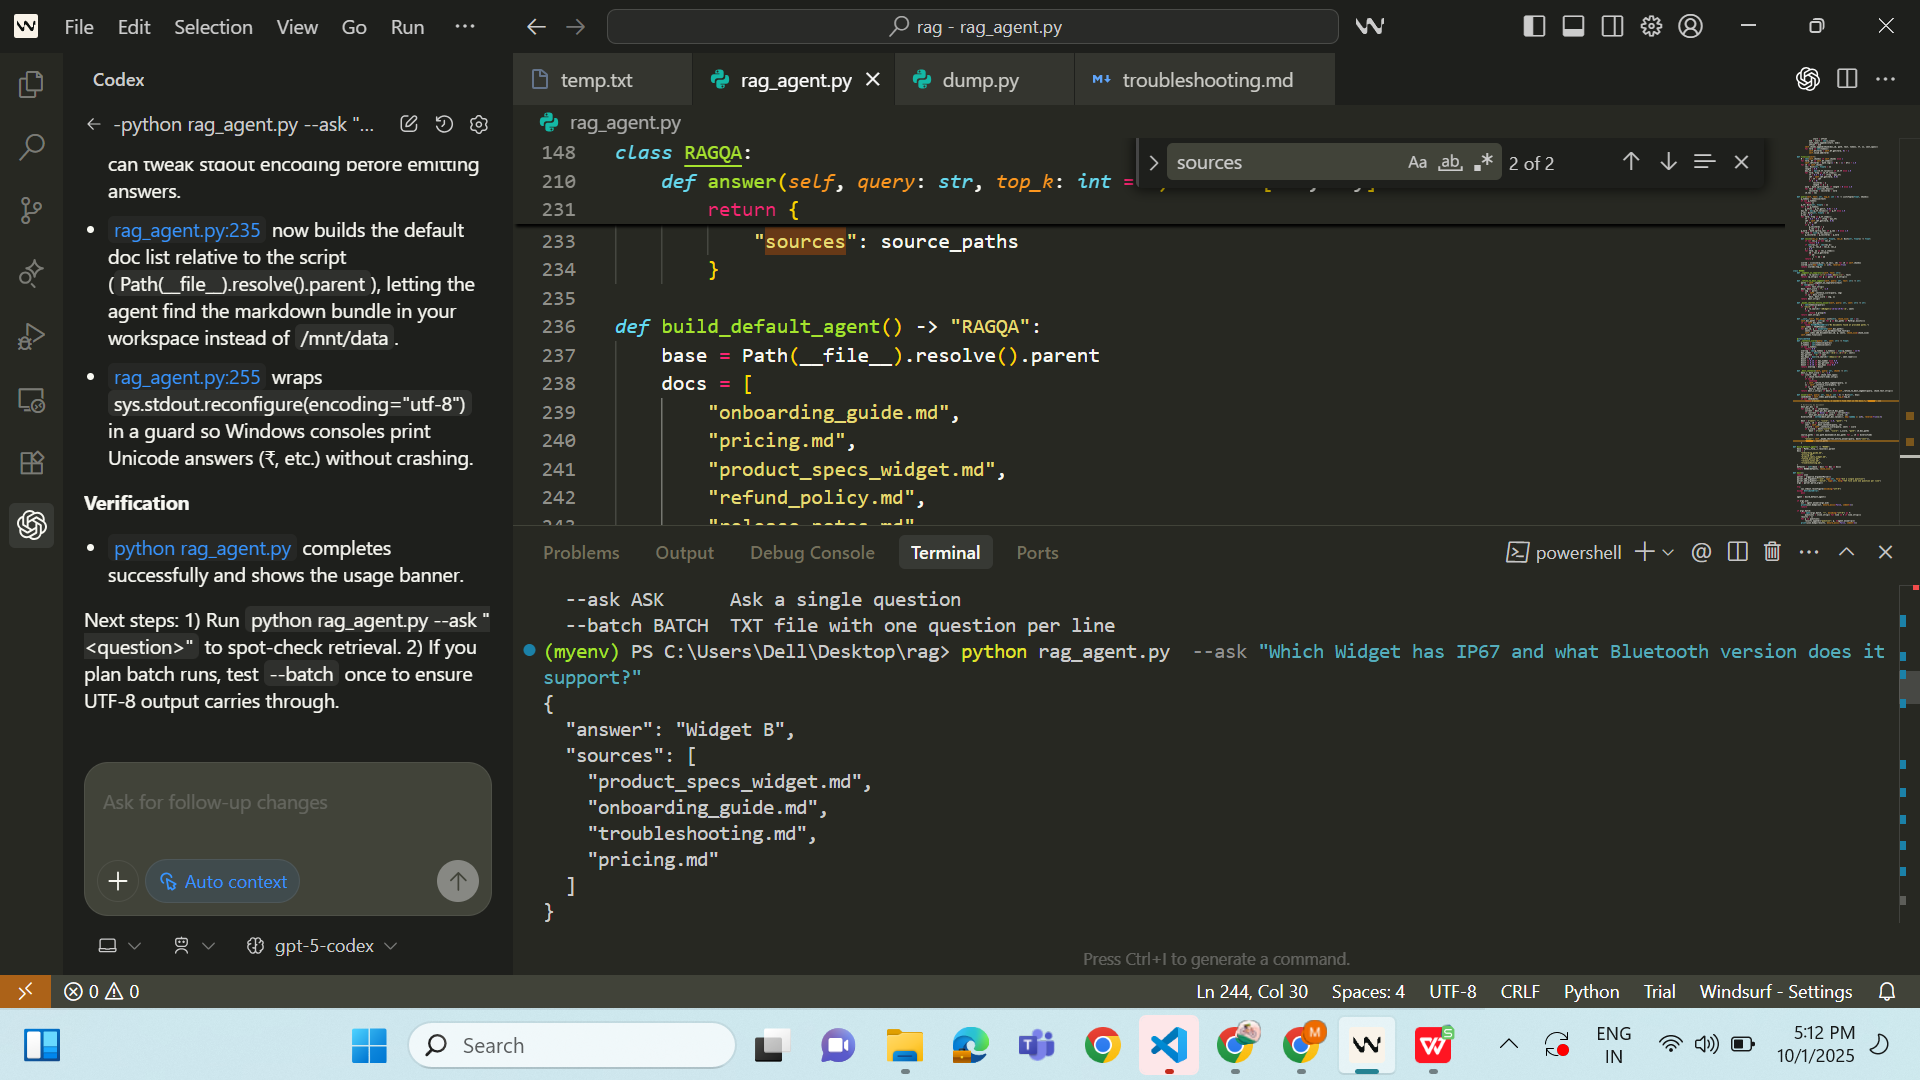 File Edit Selection View Go Run ...
rag - rag_agent.py
Codex
-python rag_agent.py --ask "...
can tweak stdout encoding before emitting
answers.
• rag_agent.py:235 now builds the default
doc list relative to the script
( Path(__file__).resolve().parent ), letting the
agent find the markdown bundle in your
workspace instead of /mnt/data .
• rag_agent.py:255 wraps
sys.stdout.reconfigure(encoding="utf-8")
in a guard so Windows consoles print
Unicode answers (₹, etc.) without crashing.
Verification
• python rag_agent.py completes
successfully and shows the usage banner.
Next steps: 1) Run python rag_agent.py --ask "
<question>" to spot-check retrieval. 2) If you
plan batch runs, test --batch once to ensure
UTF-8 output carries through.
Ask for follow-up changes
Auto context
gpt-5-codex
temp.txt rag_agent.py dump.py troubleshooting.md
rag_agent.py
sources Aa ab 2 of 2
148 class RAGQA:
210 def answer(self, query: str, top_k: int =
231 return {
233 "sources": source_paths
234 }
235
236 def build_default_agent() -> "RAGQA":
237 base = Path(__file__).resolve().parent
238 docs = [
239 "onboarding_guide.md",
240 "pricing.md",
241 "product_specs_widget.md",
242 "refund_policy.md",
243 "release_notes.md"
Problems Output Debug Console Terminal Ports
powershell
--ask ASK Ask a single question
--batch BATCH TXT file with one question per line
(myenv) PS C:\Users\Dell\Desktop\rag> python rag_agent.py --ask "Which Widget has IP67 and what Bluetooth version does it
support?"
{
"answer": "Widget B",
"sources": [
"product_specs_widget.md",
"onboarding_guide.md",
"troubleshooting.md",
"pricing.md"
]
}
Press Ctrl+I to generate a command.
0 0
Ln 244, Col 30 Spaces: 4 UTF-8 CRLF Python Trial Windsurf - Settings
Search
ENG
IN
5:12 PM
10/1/2025